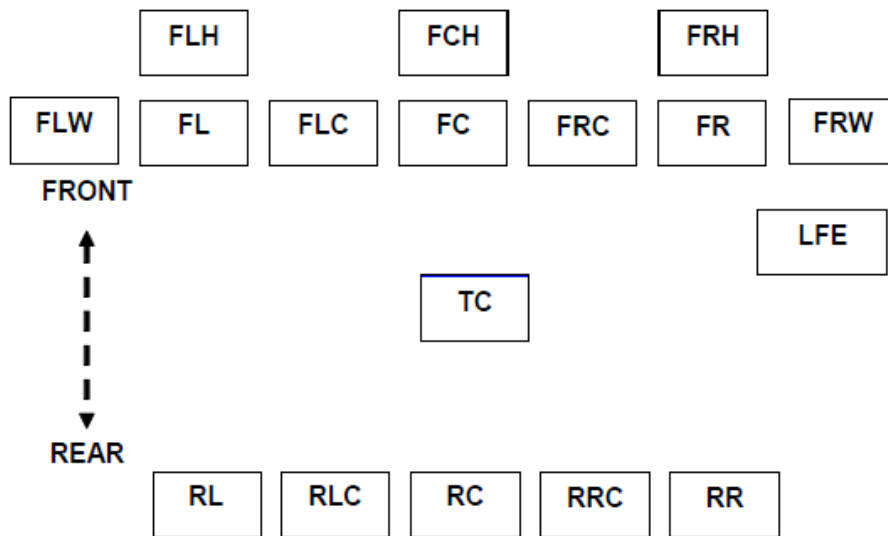 FLH FCH FRH
FLW FL FLC FC FRC FR FRW
FRONT
LFE
TC
REAR
RL RLC RC RRC RR